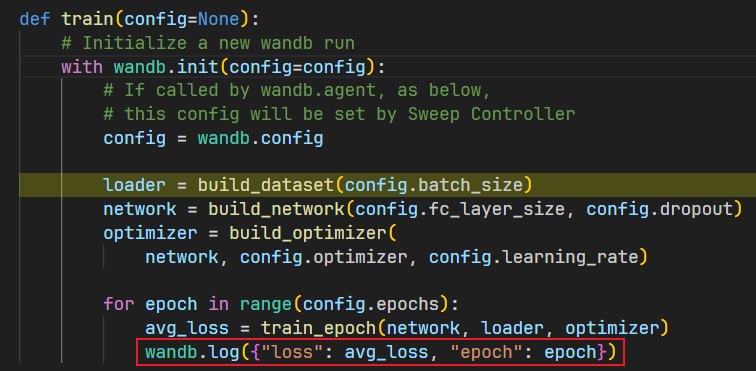 def train(config=None):
    # Initialize a new wandb run
    with wandb.init(config=config):
        # If called by wandb.agent, as below,
        # this config will be set by Sweep Controller
        config = wandb.config

        loader = build_dataset(config.batch_size)
        network = build_network(config.fc_layer_size, config.dropout)
        optimizer = build_optimizer(
            network, config.optimizer, config.learning_rate)

        for epoch in range(config.epochs):
            avg_loss = train_epoch(network, loader, optimizer)
            wandb.log({"loss": avg_loss, "epoch": epoch})